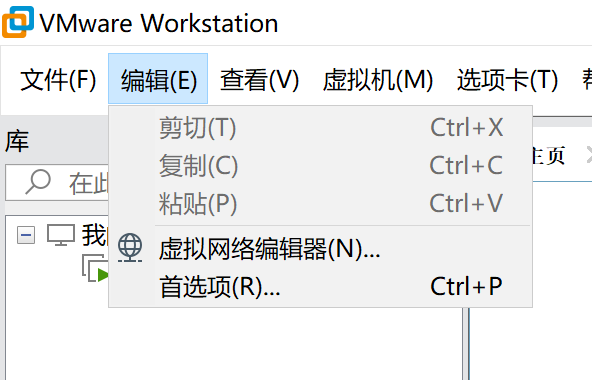 VMware Workstation
文件(F) 编辑(E) 查看(V) 虚拟机(M) 选项卡(T)
库
剪切(T) Ctrl+X
主页
复制(C) Ctrl+C
在此
粘贴(P) Ctrl+V
虚拟网络编辑器(N)...
首选项(R)... Ctrl+P